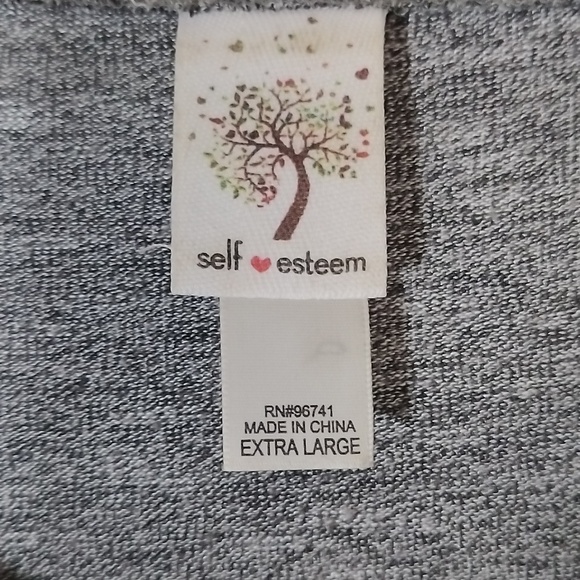 self ❤ esteem
RN#96741
MADE IN CHINA
EXTRA LARGE